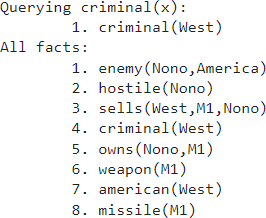 Querying criminal(x):
1. criminal(West)
All facts:
1. enemy(Nono,America)
2. hostile(Nono)
3. sells(West,M1,Nono)
4. criminal(West)
5. owns(Nono,M1)
6. weapon(M1)
7. american(West)
8. missile(M1)